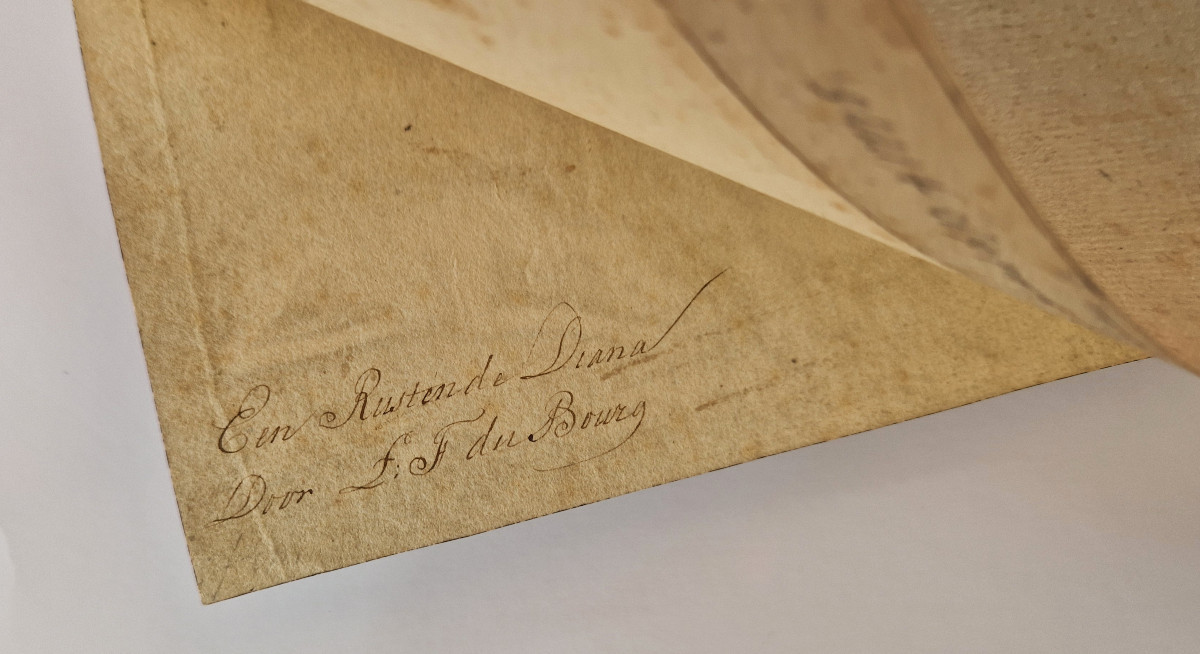 Een Rustende Diana
Door L: F du Bourg